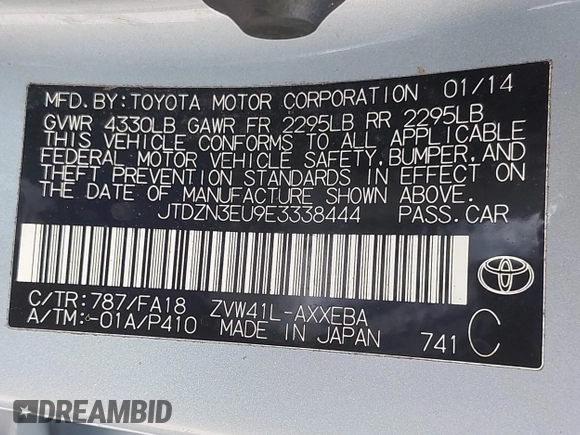 MFD.BY:TOYOTA MOTOR CORPORATION 01/14
GVWR 4330LB GAWR FR 2295LB RR 2295LB
THIS VEHICLE CONFORMS TO ALL APPLICABLE
FEDERAL MOTOR VEHICLE SAFETY,BUMPER,AND
THEFT PREVENTION STANDARDS IN EFFECT ON
THE DATE OF MANUFACTURE SHOWN ABOVE.
JTDZN3EU9E3338444 PASS.CAR
C/TR:787/FA18 ZVW41L-AXXEBA
A/TM:-01A/P410 MADE IN JAPAN 741 C
DREAMBID